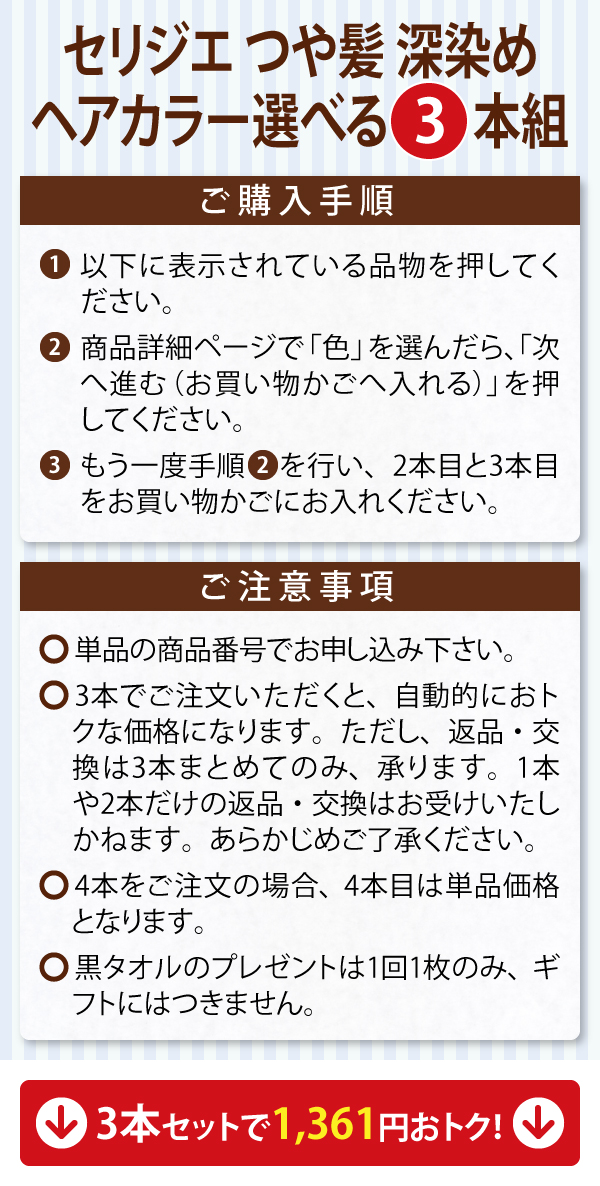 セリジエ つや髪 深染め
ヘアカラー選べる3本組
ご購入手順
1 以下に表示されている品物を押してく
ださい。
2 商品詳細ページで「色」を選んだら、「次
へ進む（お買い物かごへ入れる）」を押
してください。
3 もう一度手順2を行い、2本目と3本目
をお買い物かごにお入れください。
ご注意事項
○ 単品の商品番号でお申し込み下さい。
○ 3本でご注文いただくと、自動的におト
クな価格になります。ただし、返品・交
換は3本まとめてのみ、承ります。1本
や2本だけの返品・交換はお受けいたし
かねます。あらかじめご了承ください。
○ 4本をご注文の場合、4本目は単品価格
となります。
○ 黒タオルのプレゼントは1回1枚のみ、ギ
フトにはつきません。
↓ 3本セットで1,361円おトク! ↓